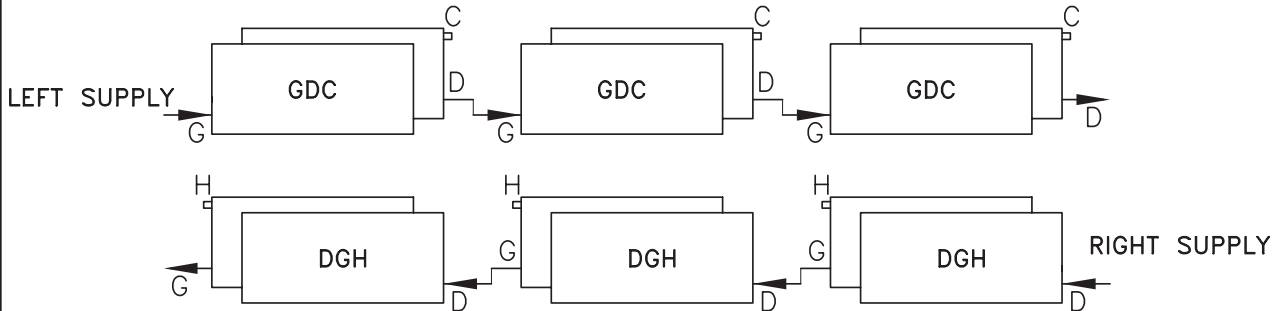 C C C
D D
LEFT SUPPLY GDC GDC GDC
G G G D
H H H
G G RIGHT SUPPLY
DGH DGH DGH
G D D D